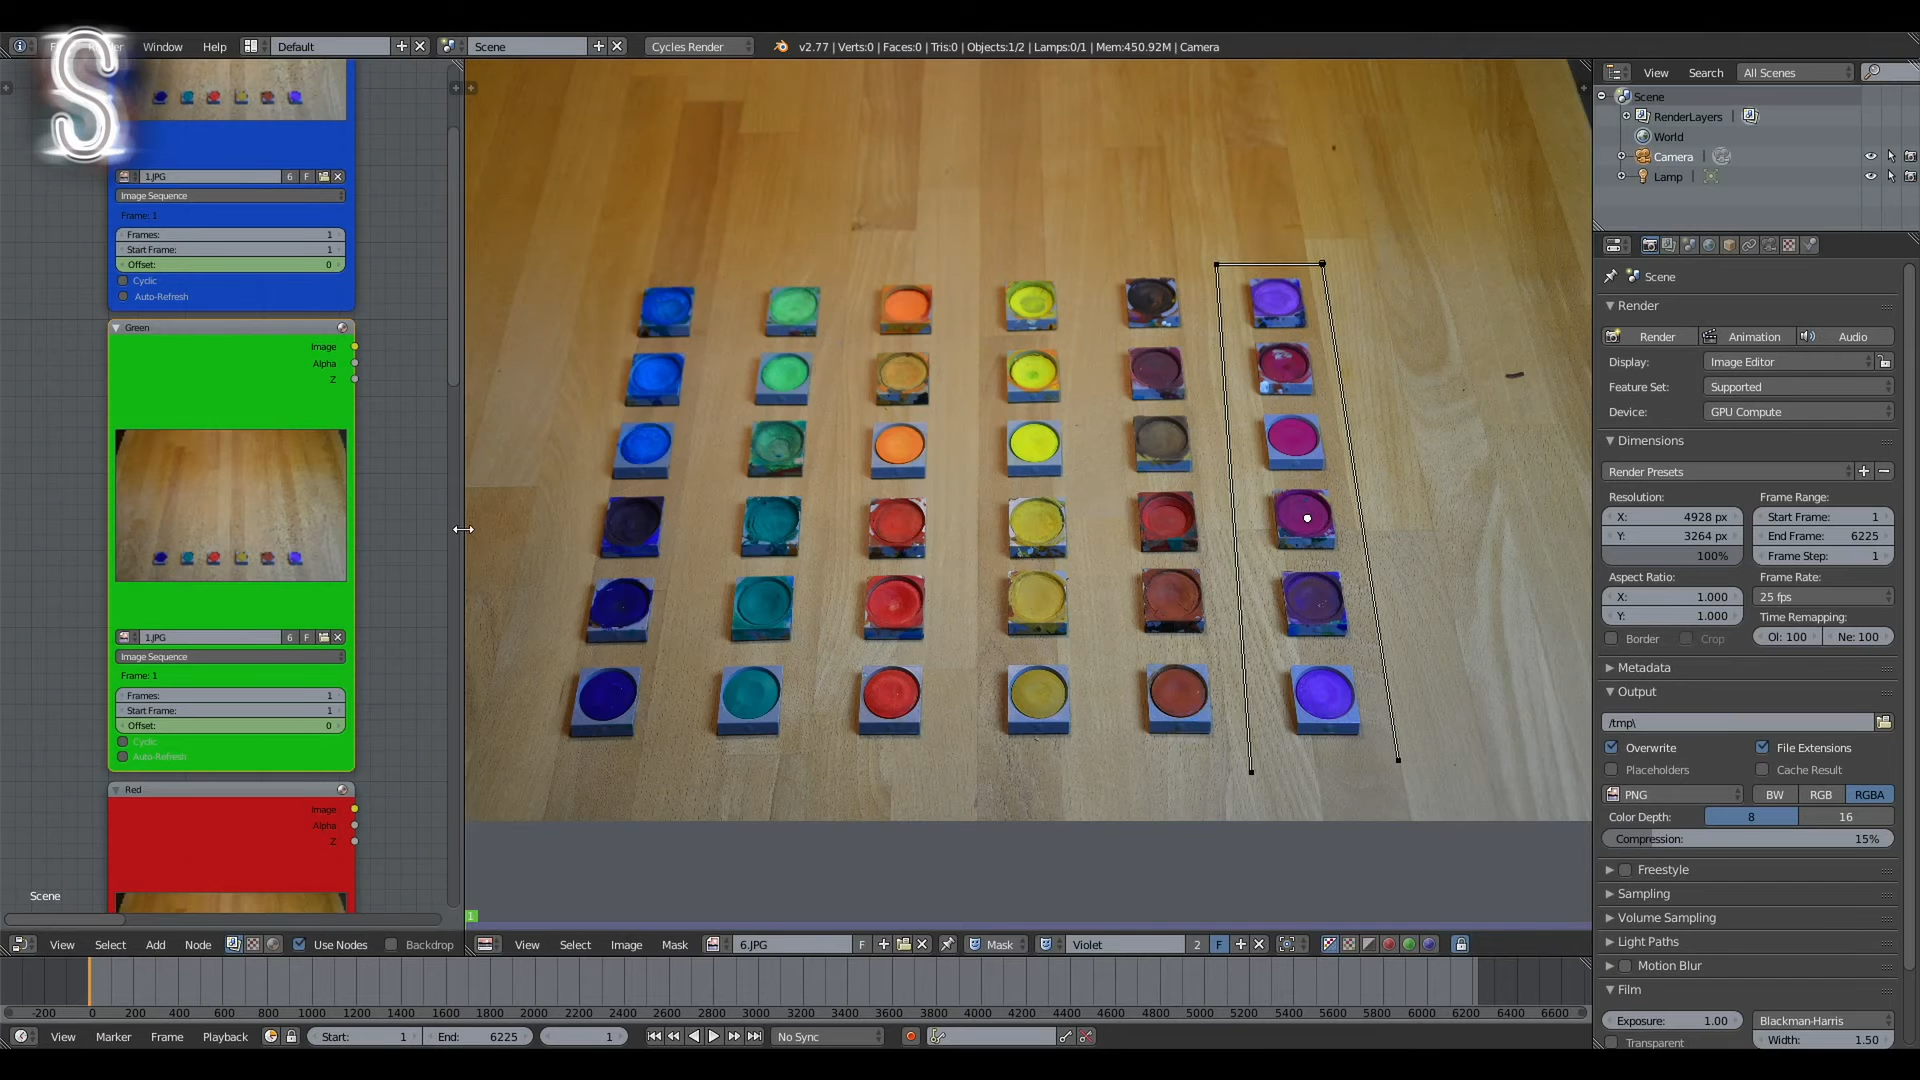 S
Window Help Default Scene Cycles Render v2.77 | Verts:0 | Faces:0 | Tris:0 | Objects:1/2 | Lamps:0/1 | Mem:450.92M | Camera
1.JPG 6 F
Image Sequence
Frame: 1
Frames: 1
Start Frame: 1
Offset: 0
Cyclic
Auto-Refresh
Green
Image
Alpha
Z
1.JPG 6 F
Image Sequence
Frame: 1
Frames: 1
Start Frame: 1
Offset: 0
Cyclic
Auto-Refresh
Red
Image
Alpha
Z
Scene
View Select Add Node Use Nodes Backdrop
1
View Select Image Mask 6.JPG F Mask Violet 2 F
View Search All Scenes
Scene
RenderLayers
World
Camera
Lamp
Scene
Render
Render Animation Audio
Display: Image Editor
Feature Set: Supported
Device: GPU Compute
Dimensions
Render Presets
Resolution: Frame Range:
X: 4928 px Start Frame: 1
Y: 3264 px End Frame: 6225
100% Frame Step: 1
Aspect Ratio: Frame Rate:
X: 1.000 25 fps
Y: 1.000 Time Remapping:
Border Crop Ol: 100 Ne: 100
Metadata
Output
/tmp\
Overwrite File Extensions
Placeholders Cache Result
PNG BW RGB RGBA
Color Depth: 8 16
Compression: 15%
Freestyle
Sampling
Volume Sampling
Light Paths
Motion Blur
Film
Exposure: 1.00 Blackman-Harris
Transparent Width: 1.50
-200 0 200 400 600 800 1000 1200 1400 1600 1800 2000 2200 2400 2600 2800 3000 3200 3400 3600 3800 4000 4200 4400 4600 4800 5000 5200 5400 5600 5800 6000 6200 6400 6600
View Marker Frame Playback Start: 1 End: 6225 1 No Sync